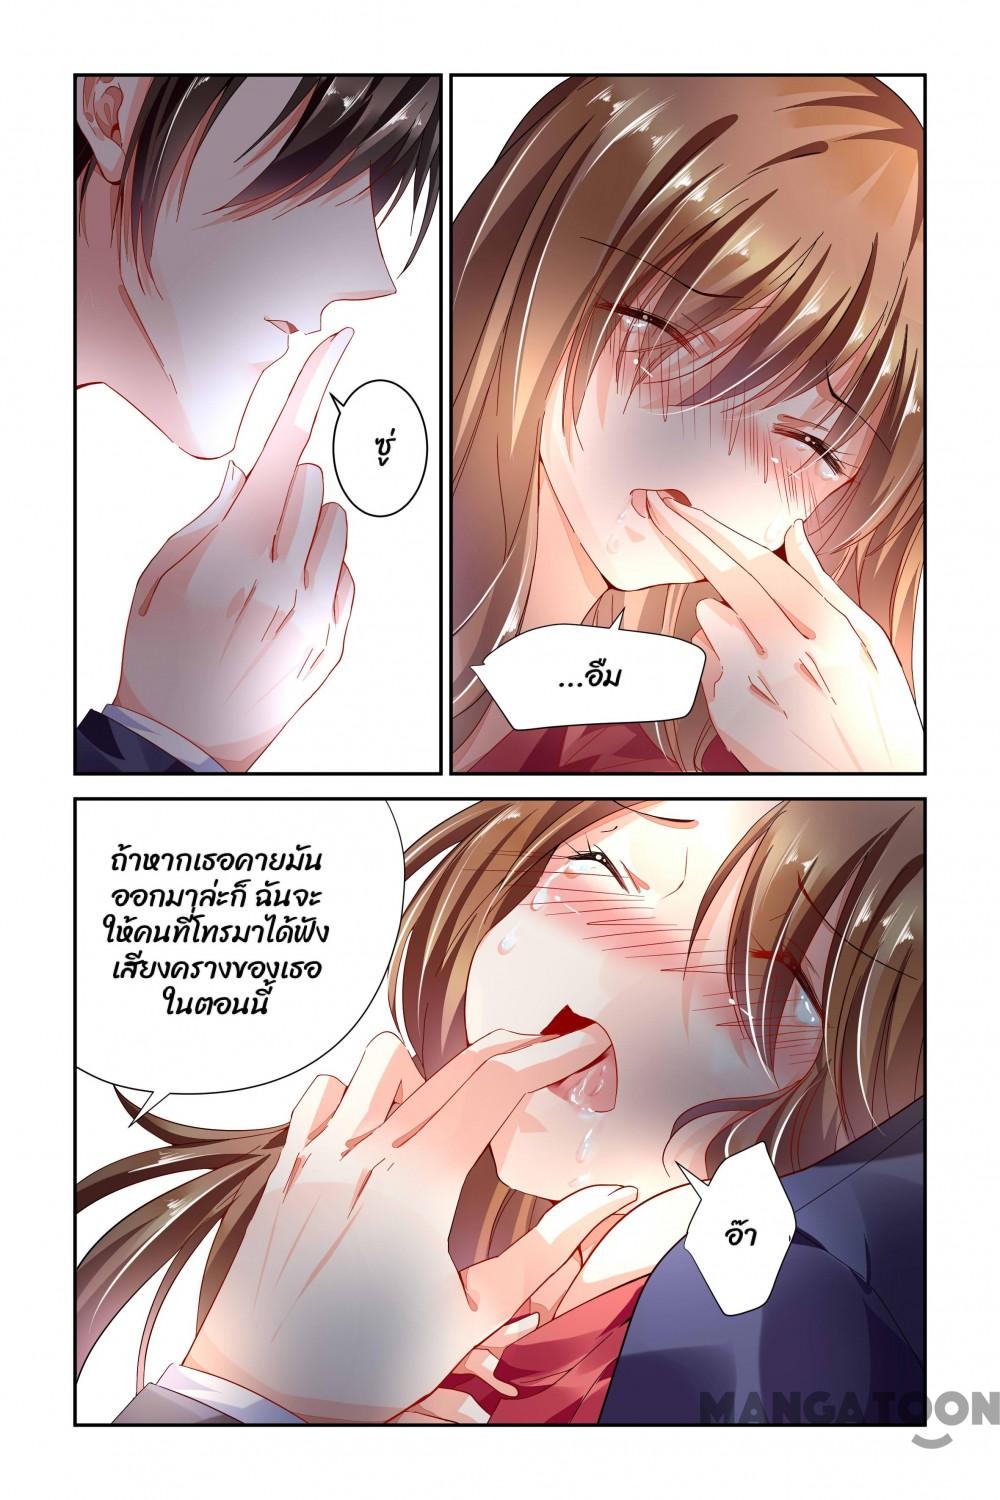 ซู่
...อืม
ถ้าหากเธอคายมัน
ออกมาล่ะก็ ฉันจะ
ให้คนที่โทรมาได้ฟัง
เสียงครางของเธอ
ในตอนนี้
อ๊า
MANGATOON